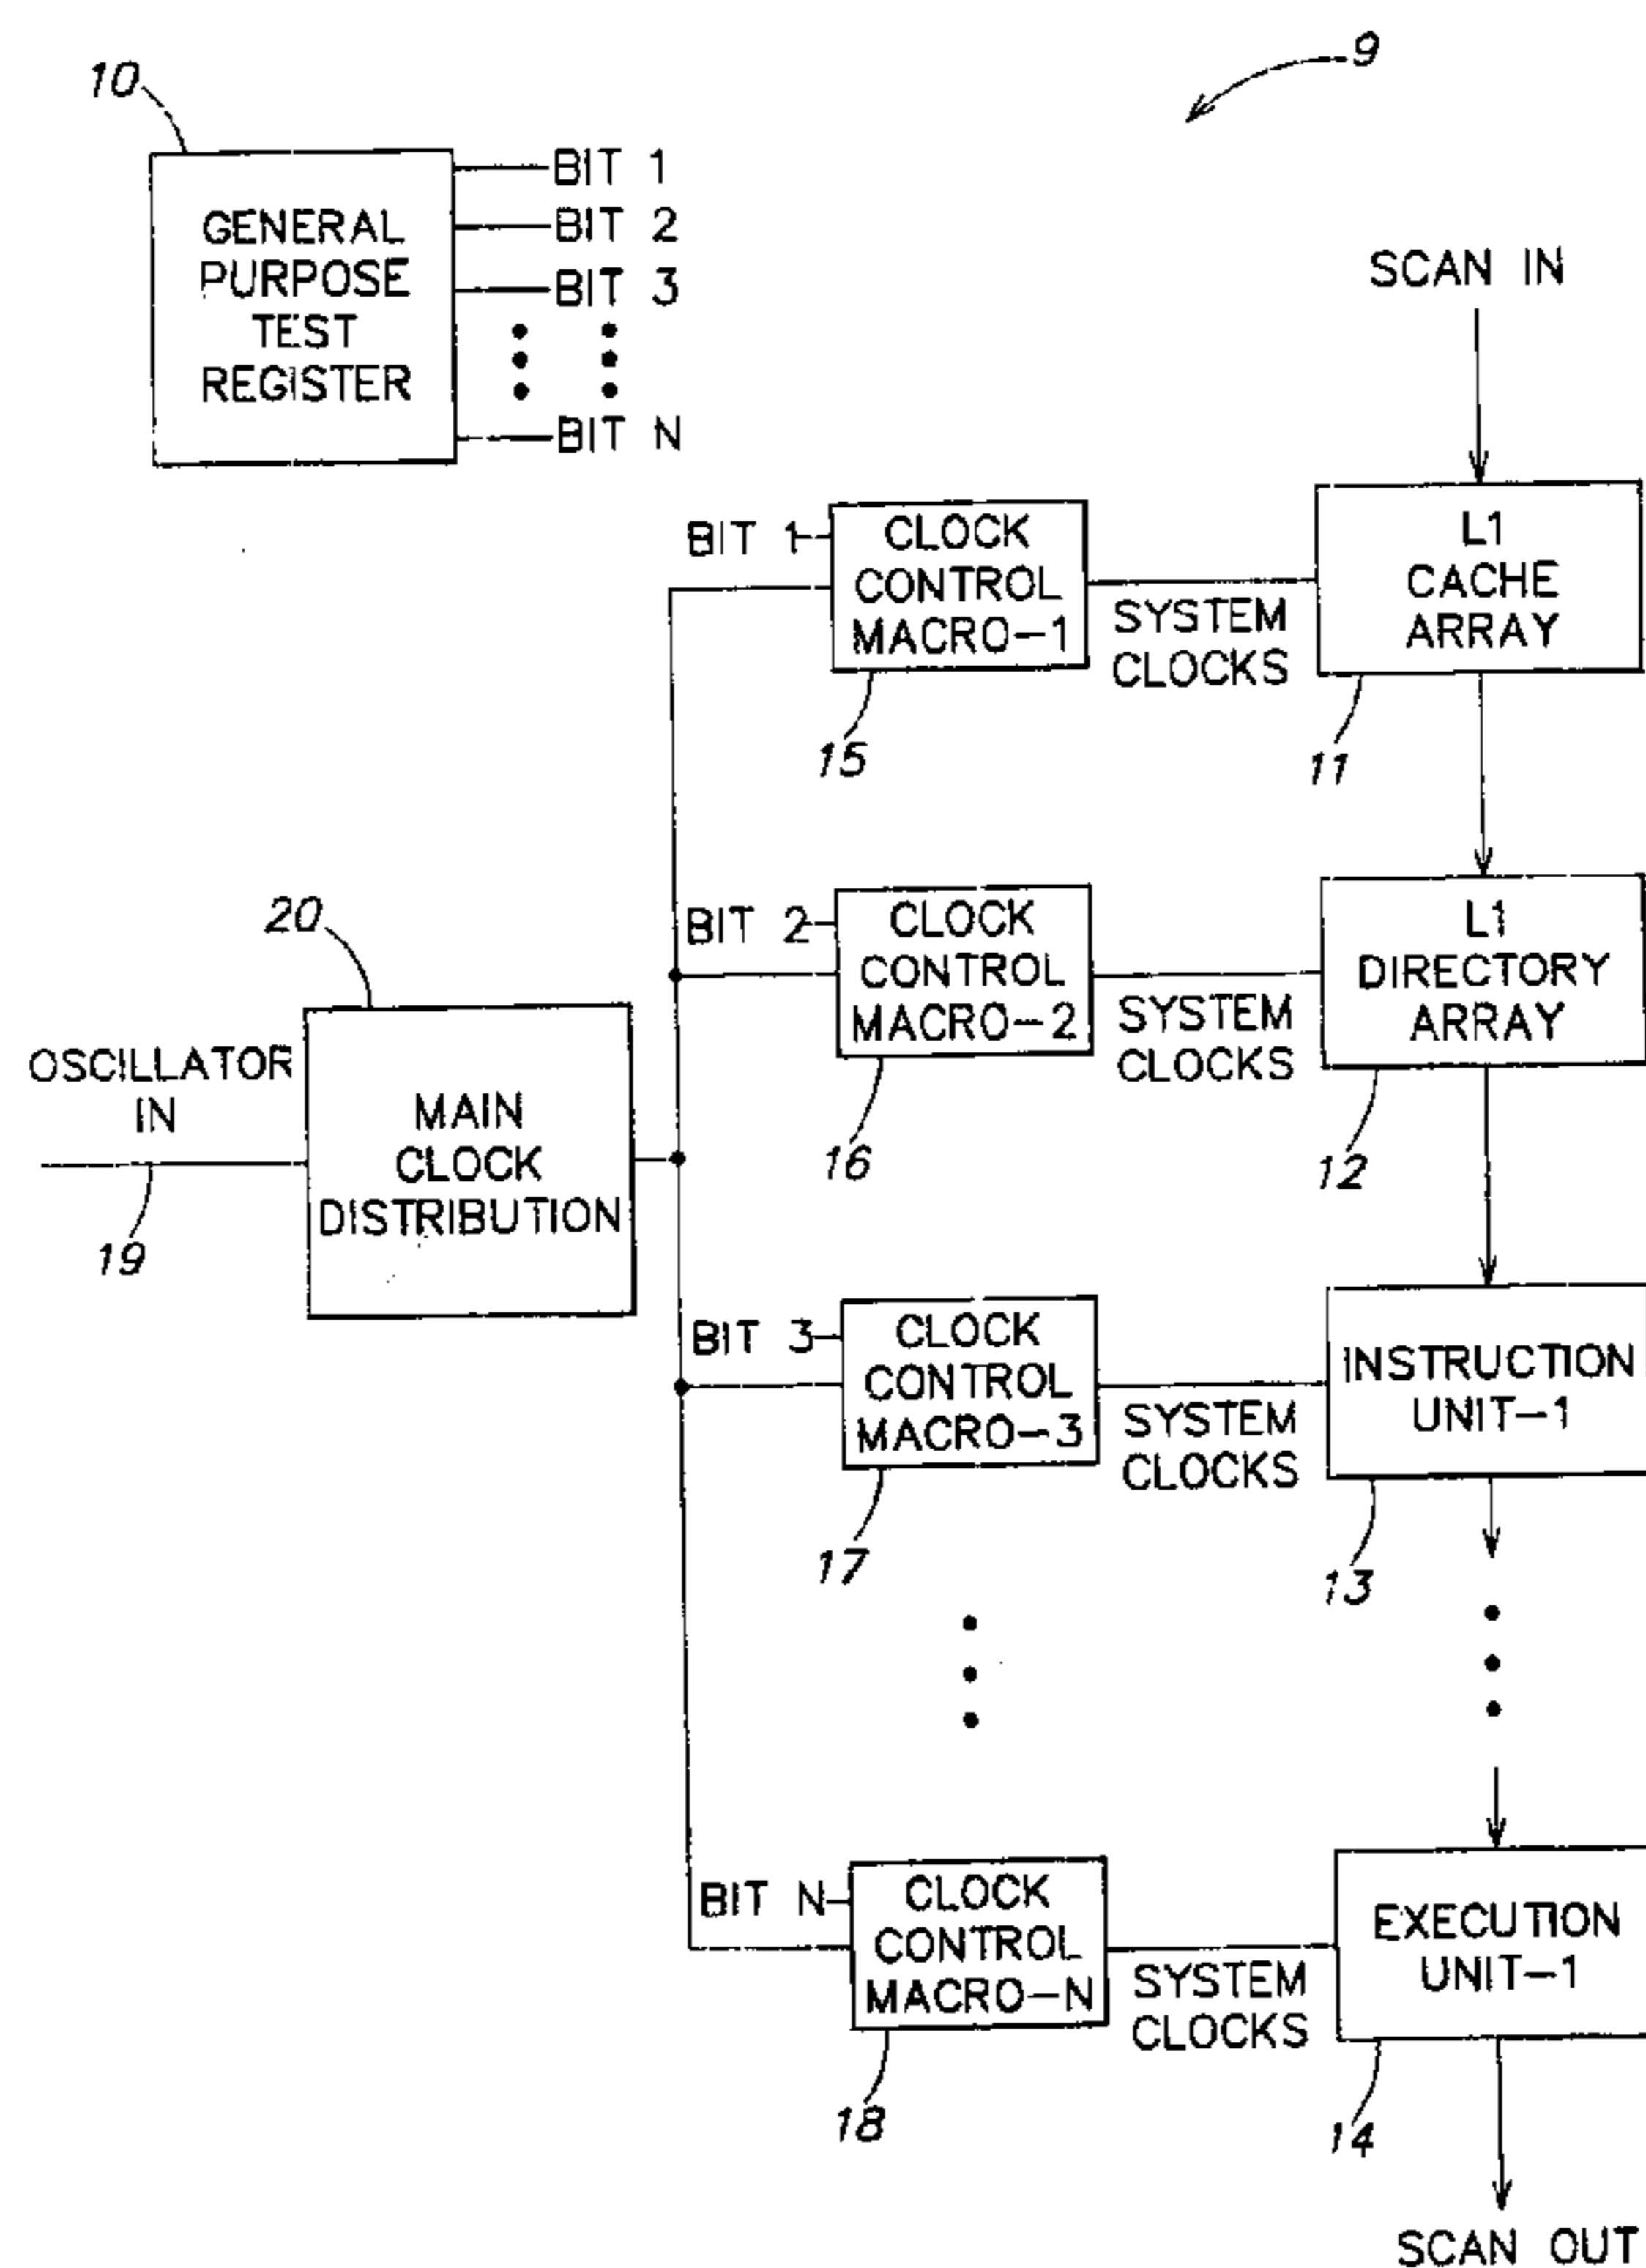 9
10
GENERAL
PURPOSE
TEST
REGISTER
BIT 1
BIT 2
BIT 3
BIT N
SCAN IN
BIT 1
CLOCK
CONTROL
MACRO-1
15
SYSTEM
CLOCKS
L1
CACHE
ARRAY
11
20
OSCILLATOR
IN
19
MAIN
CLOCK
DISTRIBUTION
BIT 2
CLOCK
CONTROL
MACRO-2
16
SYSTEM
CLOCKS
L1
DIRECTORY
ARRAY
12
BIT 3
CLOCK
CONTROL
MACRO-3
17
SYSTEM
CLOCKS
INSTRUCTION
UNIT-1
13
BIT N
CLOCK
CONTROL
MACRO-N
18
SYSTEM
CLOCKS
EXECUTION
UNIT-1
14
SCAN OUT